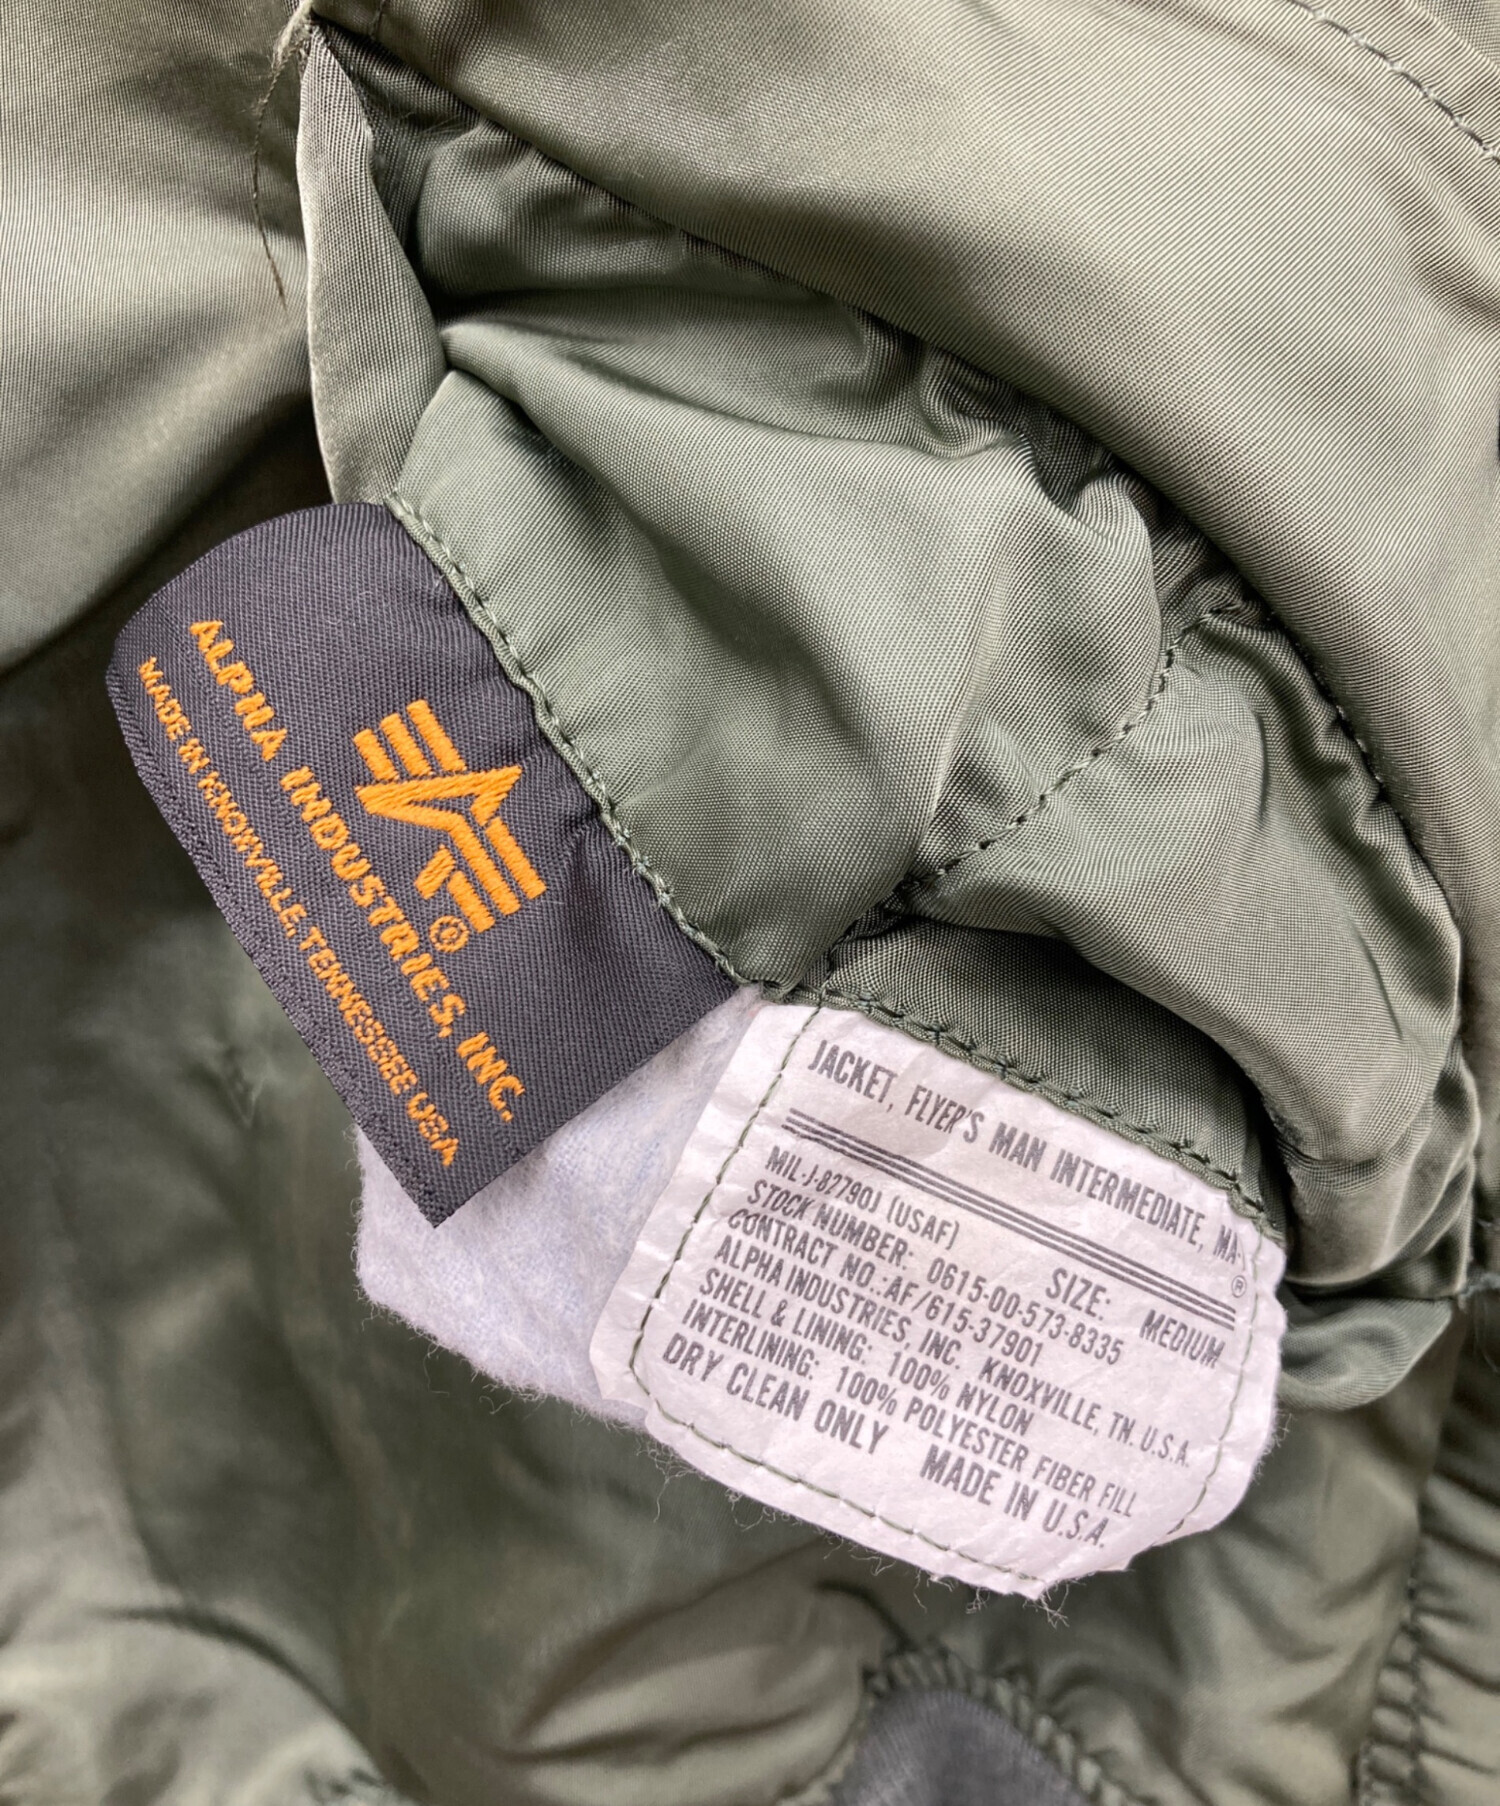 ALPHA INDUSTRIES, INC.
MADE IN KNOXVILLE, TENNESSEE USA
©
JACKET, FLYER'S MAN INTERMEDIATE, MA-
®
MIL-J-82790J (USAF) SIZE: MEDIUM
STOCK NUMBER: 0615-00-573-8335
CONTRACT NO.:AF/615-37901
ALPHA INDUSTRIES, INC. KNOXVILLE, TN. U.S.A.
SHELL & LINING: 100% NYLON
INTERLINING: 100% POLYESTER FIBER FILL
DRY CLEAN ONLY MADE IN U.S.A.